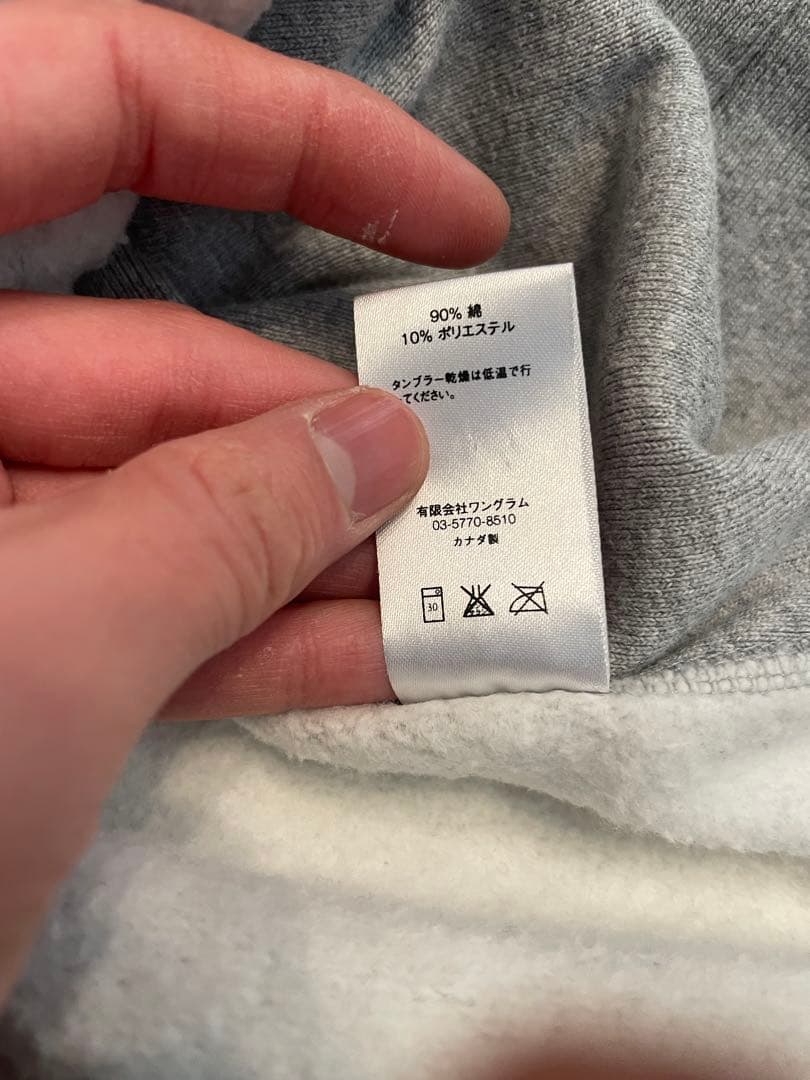 90% 綿
10% ポリエステル
タンブラー乾燥は低温で行
てください。
有限会社ワングラム
03-5770-8510
カナダ製
30